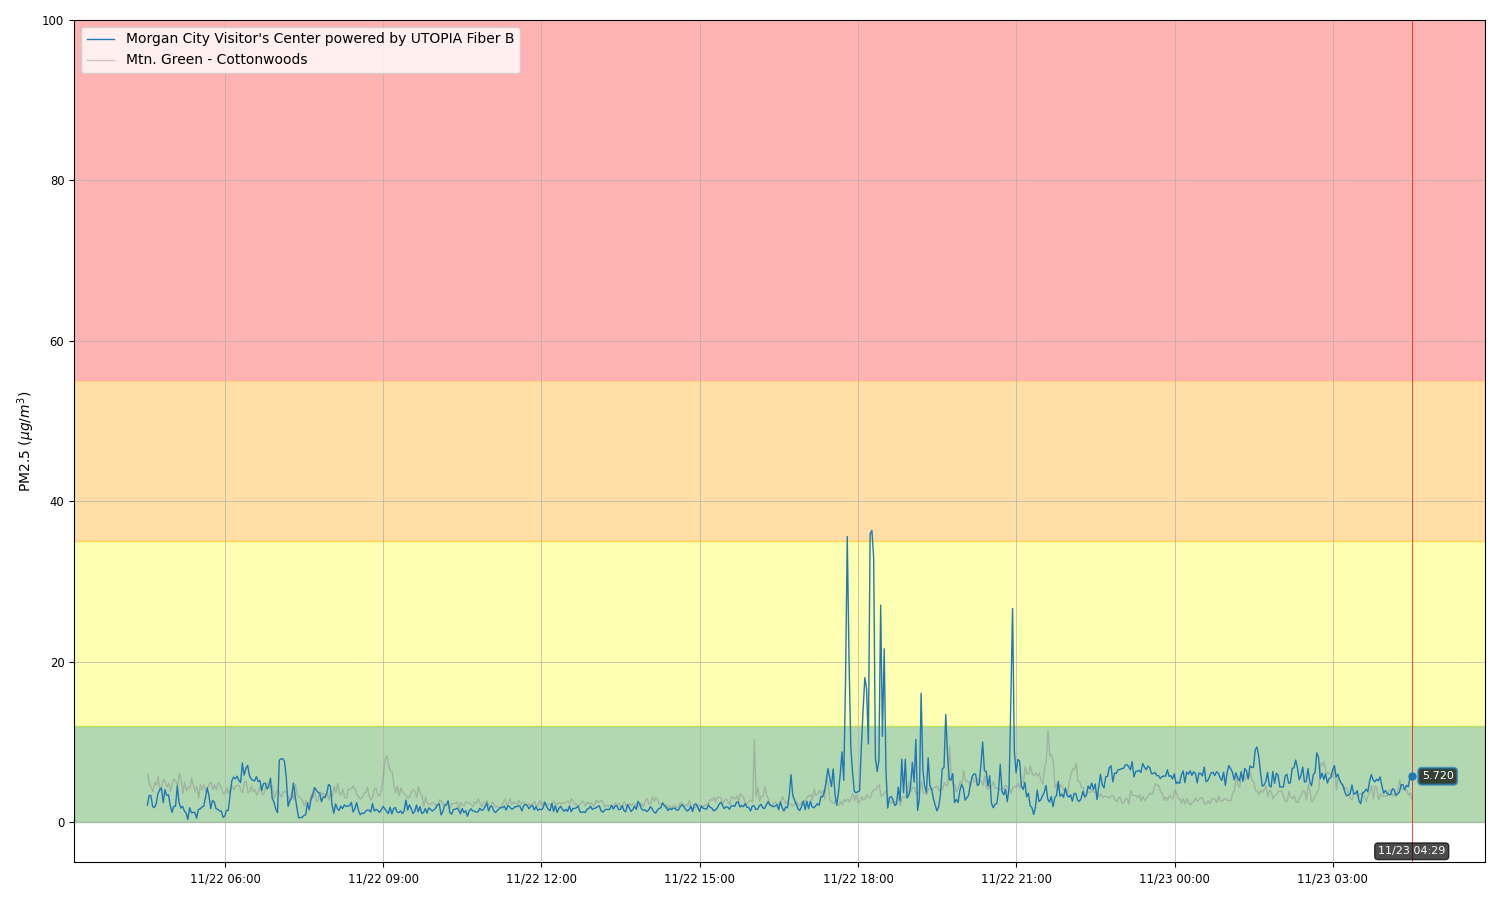 100
Morgan City Visitor's Center powered by UTOPIA Fiber B
Mtn. Green - Cottonwoods
80
60
PM2.5 (µg/m³)
40
20
5.720
0
11/23 04:29
11/22 06:00 11/22 09:00 11/22 12:00 11/22 15:00 11/22 18:00 11/22 21:00 11/23 00:00 11/23 03:00